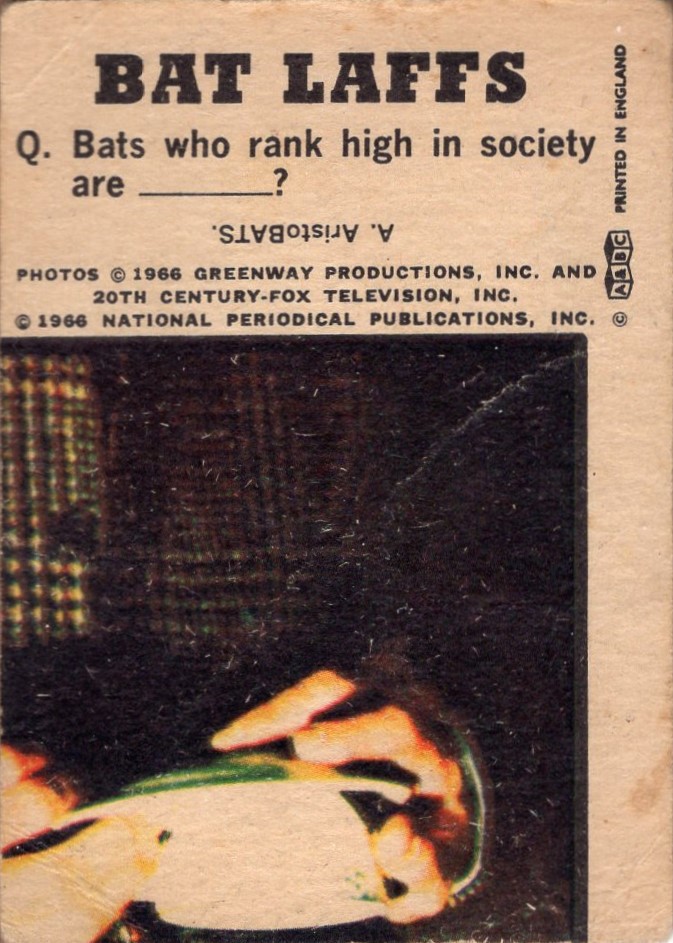 BAT LAFFS
Q. Bats who rank high in society
are ________?
A. AristoBATS.
PHOTOS © 1966 GREENWAY PRODUCTIONS, INC. AND
20TH CENTURY-FOX TELEVISION, INC.
© 1966 NATIONAL PERIODICAL PUBLICATIONS, INC.
© A&BC PRINTED IN ENGLAND